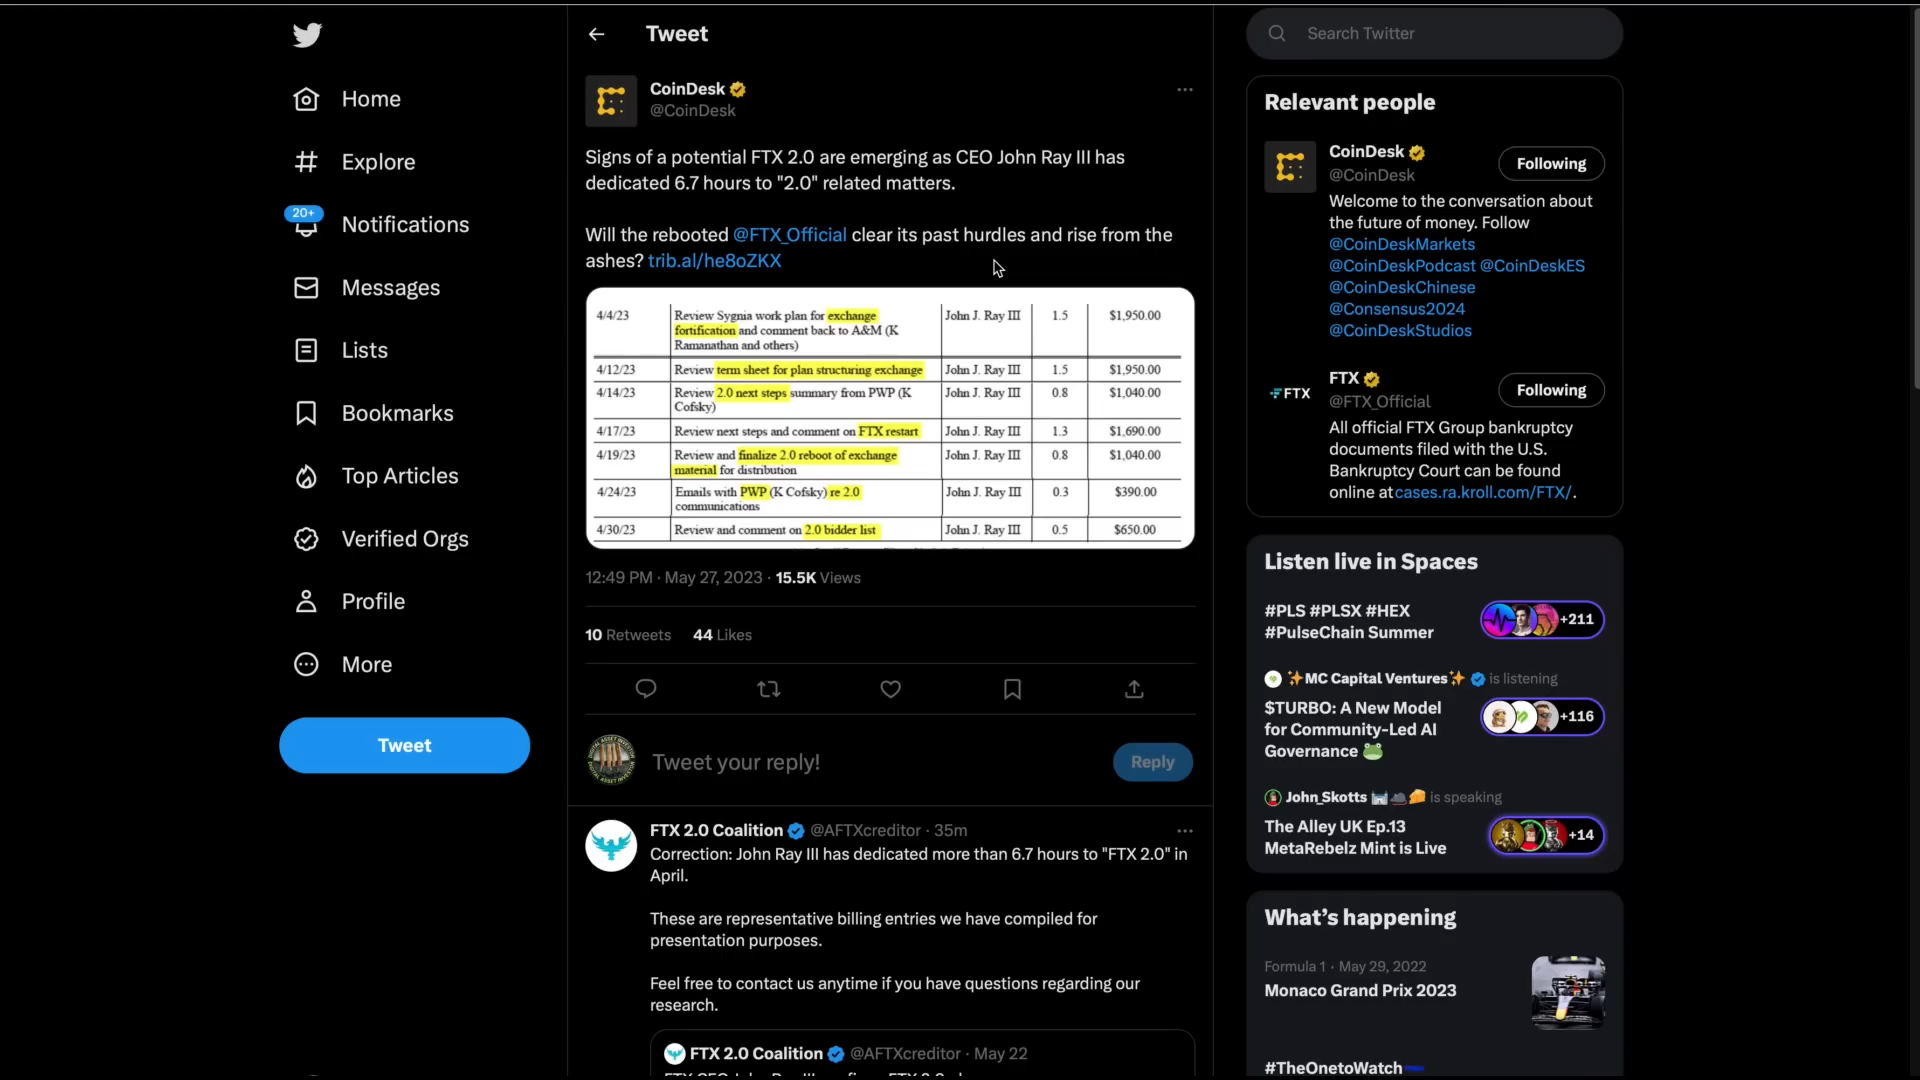 Home
Explore
20+
Notifications
Messages
Lists
Bookmarks
Top Articles
Verified Orgs
Profile
More
Tweet
Tweet
CoinDesk
@CoinDesk
Signs of a potential FTX 2.0 are emerging as CEO John Ray III has
dedicated 6.7 hours to "2.0" related matters.
Will the rebooted @FTX_Official clear its past hurdles and rise from the
ashes? trib.al/he8oZKX
4/4/23 Review Sygnia work plan for exchange John J. Ray III 1.5 $1,950.00
fortification and comment back to A&M (K
Ramanathan and others)
4/12/23 Review term sheet for plan structuring exchange John J. Ray III 1.5 $1,950.00
4/14/23 Review 2.0 next steps summary from PWP (K John J. Ray III 0.8 $1,040.00
Cofsky)
4/17/23 Review next steps and comment on FTX restart John J. Ray III 1.3 $1,690.00
4/19/23 Review and finalize 2.0 reboot of exchange John J. Ray III 0.8 $1,040.00
material for distribution
4/24/23 Emails with PWP (K Cofsky) re 2.0 John J. Ray III 0.3 $390.00
communications
4/30/23 Review and comment on 2.0 bidder list John J. Ray III 0.5 $650.00
12:49 PM · May 27, 2023 · 15.5K Views
10 Retweets 44 Likes
Tweet your reply!
Reply
FTX 2.0 Coalition @AFTXcreditor · 35m
Correction: John Ray III has dedicated more than 6.7 hours to "FTX 2.0" in
April.
These are representative billing entries we have compiled for
presentation purposes.
Feel free to contact us anytime if you have questions regarding our
research.
FTX 2.0 Coalition @AFTXcreditor · May 22
Search Twitter
Relevant people
CoinDesk
@CoinDesk
Following
Welcome to the conversation about
the future of money. Follow
@CoinDeskMarkets
@CoinDeskPodcast @CoinDeskES
@CoinDeskChinese
@Consensus2024
@CoinDeskStudios
FTX
FTX
@FTX_Official
Following
All official FTX Group bankruptcy
documents filed with the U.S.
Bankruptcy Court can be found
online at cases.ra.kroll.com/FTX/.
Listen live in Spaces
#PLS #PLSX #HEX
#PulseChain Summer
+211
✨MC Capital Ventures✨ is listening
$TURBO: A New Model
for Community-Led AI
Governance 🐸
+116
John_Skotts is speaking
The Alley UK Ep.13
MetaRebelz Mint is Live
+14
What's happening
Formula 1 · May 29, 2022
Monaco Grand Prix 2023
#TheOnetoWatch